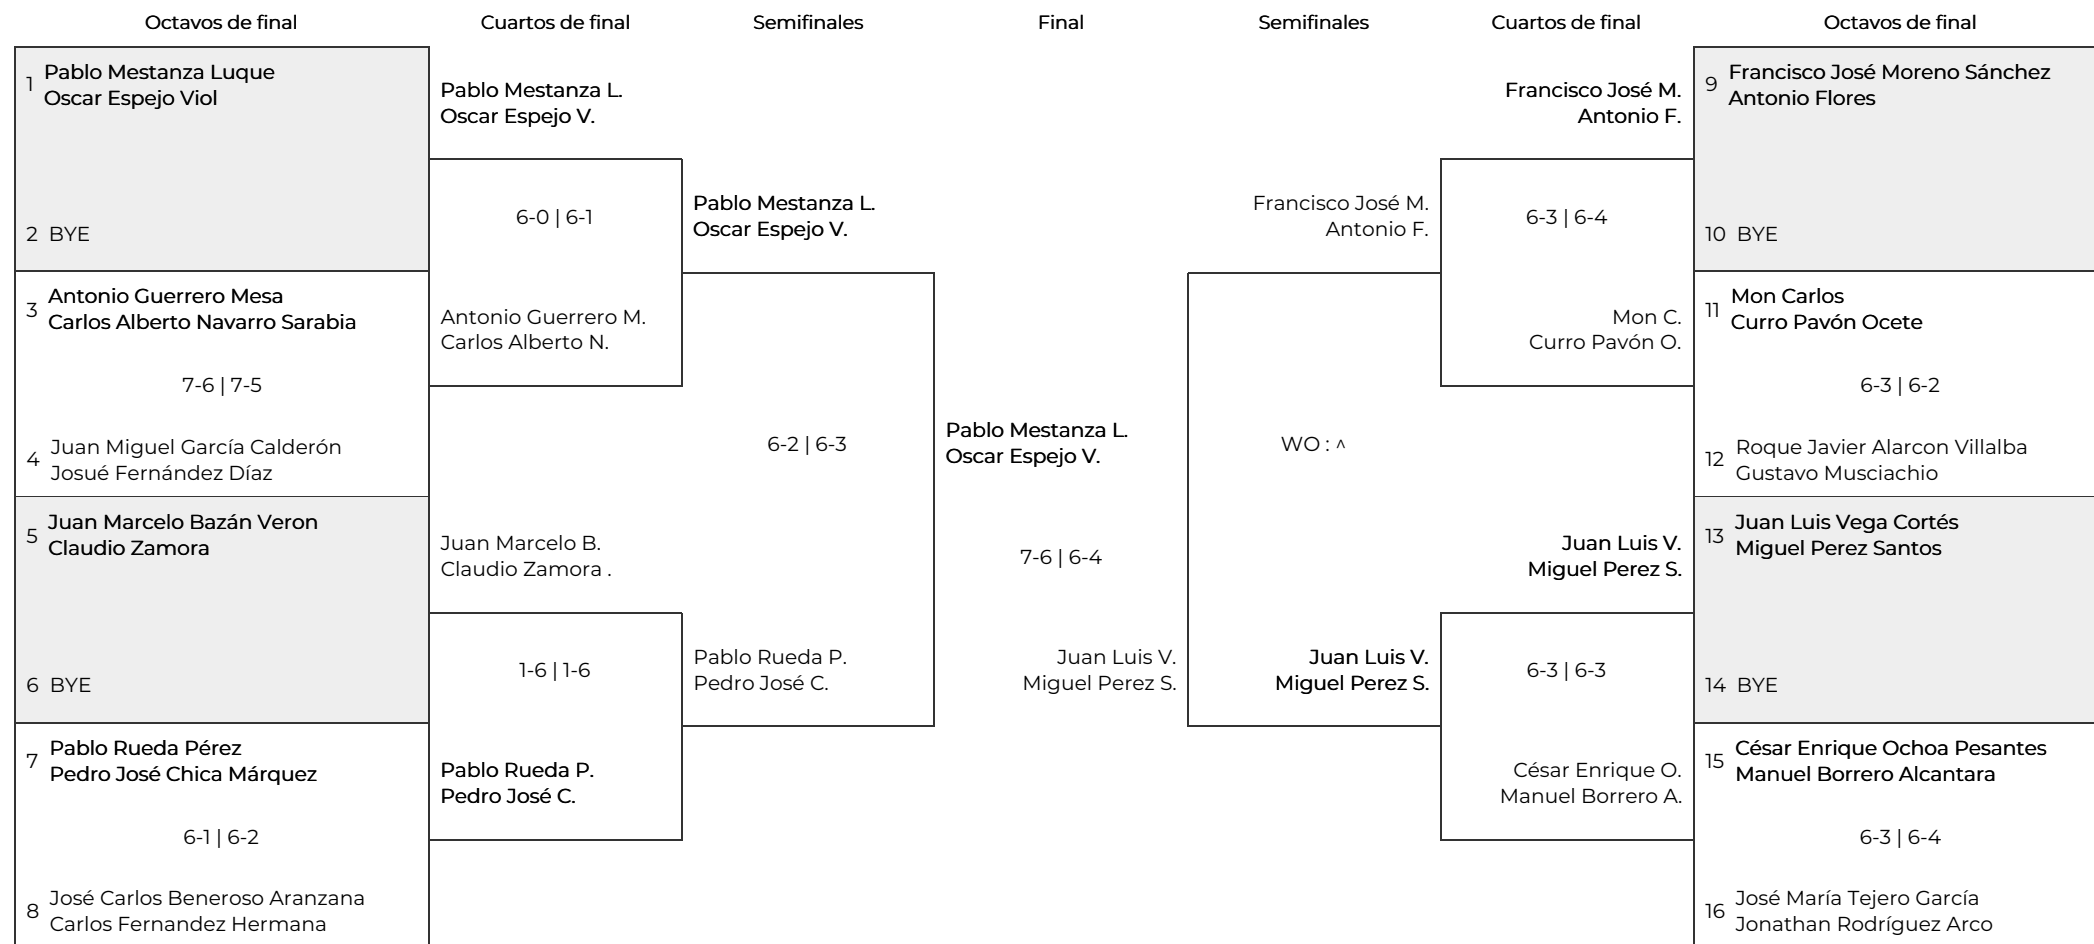 Octavos de final
Cuartos de final
Semifinales
Final
Semifinales
Cuartos de final
Octavos de final
1
Pablo Mestanza Luque
Oscar Espejo Viol
2 BYE
3
Antonio Guerrero Mesa
Carlos Alberto Navarro Sarabia
7-6 | 7-5
4
Juan Miguel García Calderón
Josué Fernández Díaz
5
Juan Marcelo Bazán Veron
Claudio Zamora
6 BYE
7
Pablo Rueda Pérez
Pedro José Chica Márquez
6-1 | 6-2
8
José Carlos Beneroso Aranzana
Carlos Fernandez Hermana
Pablo Mestanza L.
Oscar Espejo V.
6-0 | 6-1
Antonio Guerrero M.
Carlos Alberto N.
Juan Marcelo B.
Claudio Zamora .
1-6 | 1-6
Pablo Rueda P.
Pedro José C.
Pablo Mestanza L.
Oscar Espejo V.
6-2 | 6-3
Pablo Rueda P.
Pedro José C.
Pablo Mestanza L.
Oscar Espejo V.
7-6 | 6-4
Juan Luis V.
Miguel Perez S.
Francisco José M.
Antonio F.
WO : ^
Juan Luis V.
Miguel Perez S.
Francisco José M.
Antonio F.
6-3 | 6-4
Mon C.
Curro Pavón O.
Juan Luis V.
Miguel Perez S.
6-3 | 6-3
César Enrique O.
Manuel Borrero A.
9
Francisco José Moreno Sánchez
Antonio Flores
10 BYE
11
Mon Carlos
Curro Pavón Ocete
6-3 | 6-2
12
Roque Javier Alarcon Villalba
Gustavo Musciachio
13
Juan Luis Vega Cortés
Miguel Perez Santos
14 BYE
15
César Enrique Ochoa Pesantes
Manuel Borrero Alcantara
6-3 | 6-4
16
José María Tejero García
Jonathan Rodríguez Arco